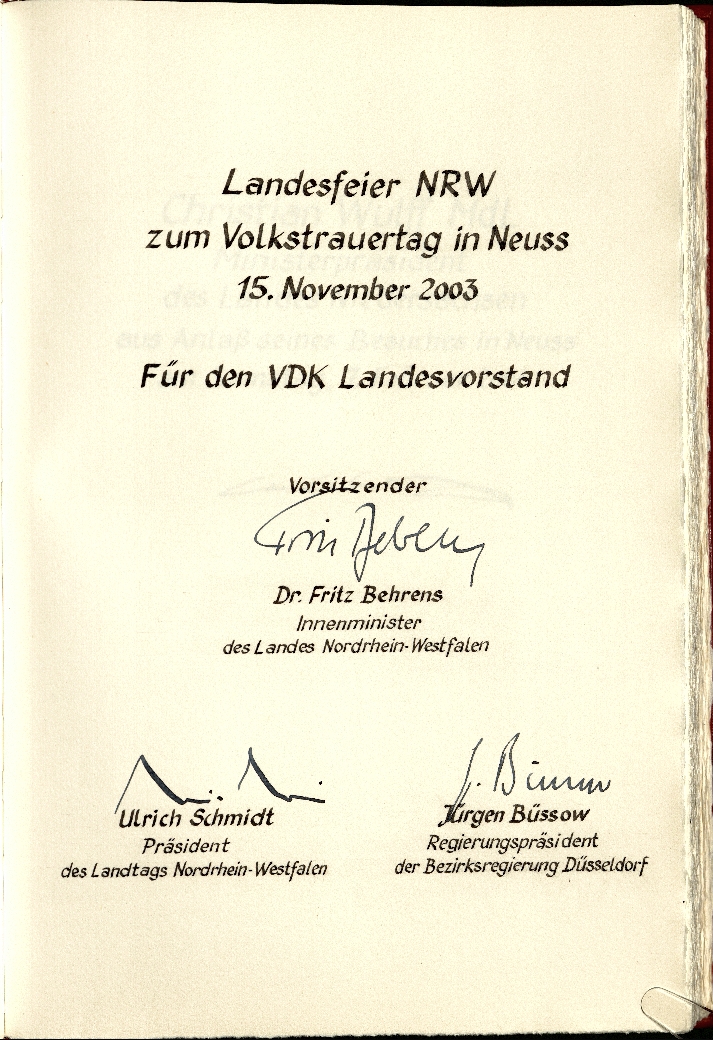 Landesfeier NRW
zum Volkstrauertag in Neuss
15. November 2003
Für den VDK Landesvorstand
Vorsitzender
Dr. Fritz Behrens
Innenminister
des Landes Nordrhein-Westfalen
Ulrich Schmidt
Präsident
des Landtags Nordrhein-Westfalen
J. Büssow
Jürgen Büssow
Regierungspräsident
der Bezirksregierung Düsseldorf